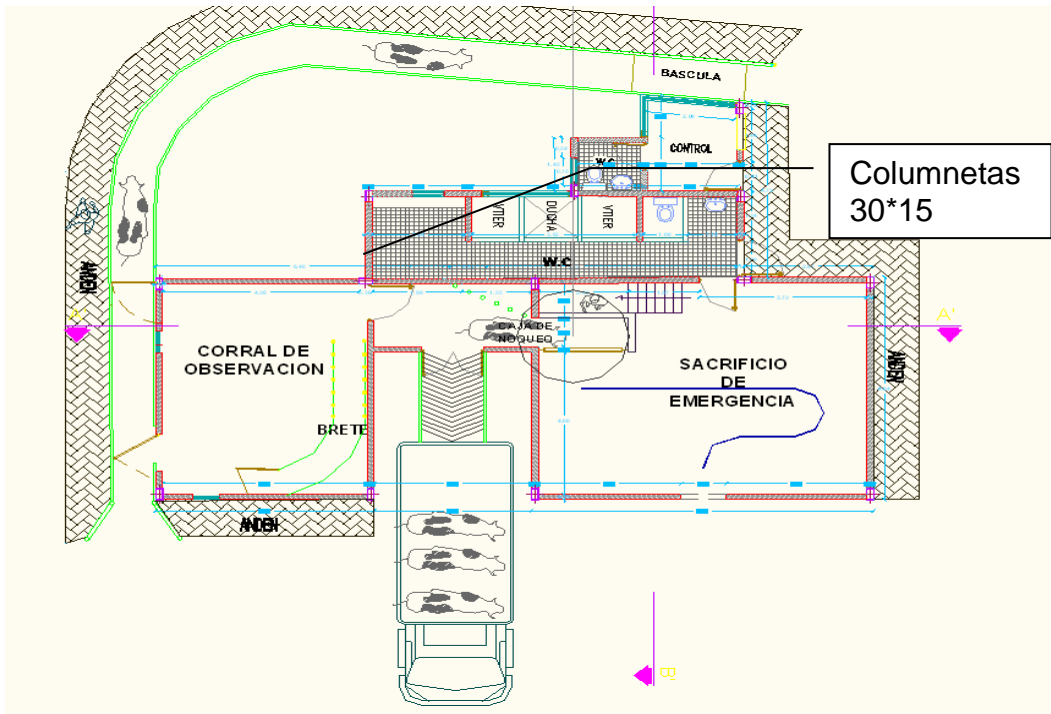 BASCULA
CONTROL
W.C
Columnetas
30*15
VTIER
DUCHA
VTIER
W.C
ANDEN
CAJA DE
NOQUEO
A'
CORRAL DE
OBSERVACION
SACRIFICIO
DE
EMERGENCIA
ANDEN
BRETE
ANDEN
B'